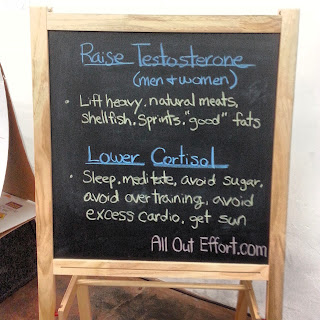 Raise Testosterone
(men & women)
• Lift heavy, natural meats,
shellfish. Sprints. "good" fats
Lower Cortisol
• Sleep, meditate, avoid sugar,
avoid overtraining, avoid
excess cardio, get sun
All Out Effort.com